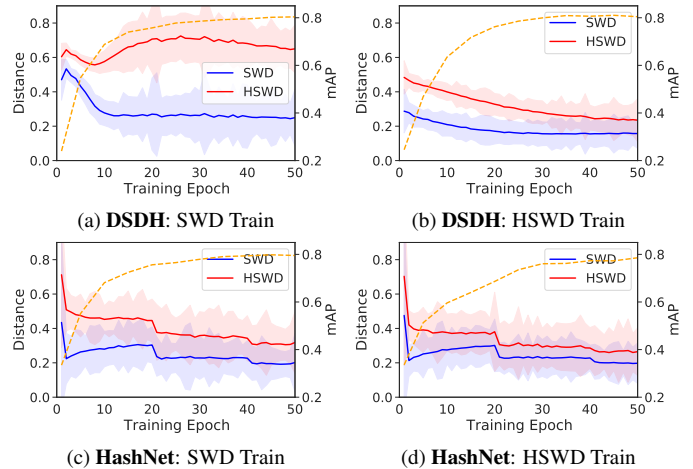 0.8
0.6
0.4
0.2
0.0
Distance
0.8
0.6
0.4
0.2
mAP
SWD
HSWD
0 10 20 30 40 50
Training Epoch
(a) DSDH: SWD Train
0.8
0.6
0.4
0.2
0.0
Distance
0.8
0.6
0.4
0.2
mAP
SWD
HSWD
0 10 20 30 40 50
Training Epoch
(b) DSDH: HSWD Train
0.8
0.6
0.4
0.2
0.0
Distance
0.8
0.6
0.4
0.2
mAP
SWD
HSWD
0 10 20 30 40 50
Training Epoch
(c) HashNet: SWD Train
0.8
0.6
0.4
0.2
0.0
Distance
0.8
0.6
0.4
0.2
mAP
SWD
HSWD
0 10 20 30 40 50
Training Epoch
(d) HashNet: HSWD Train